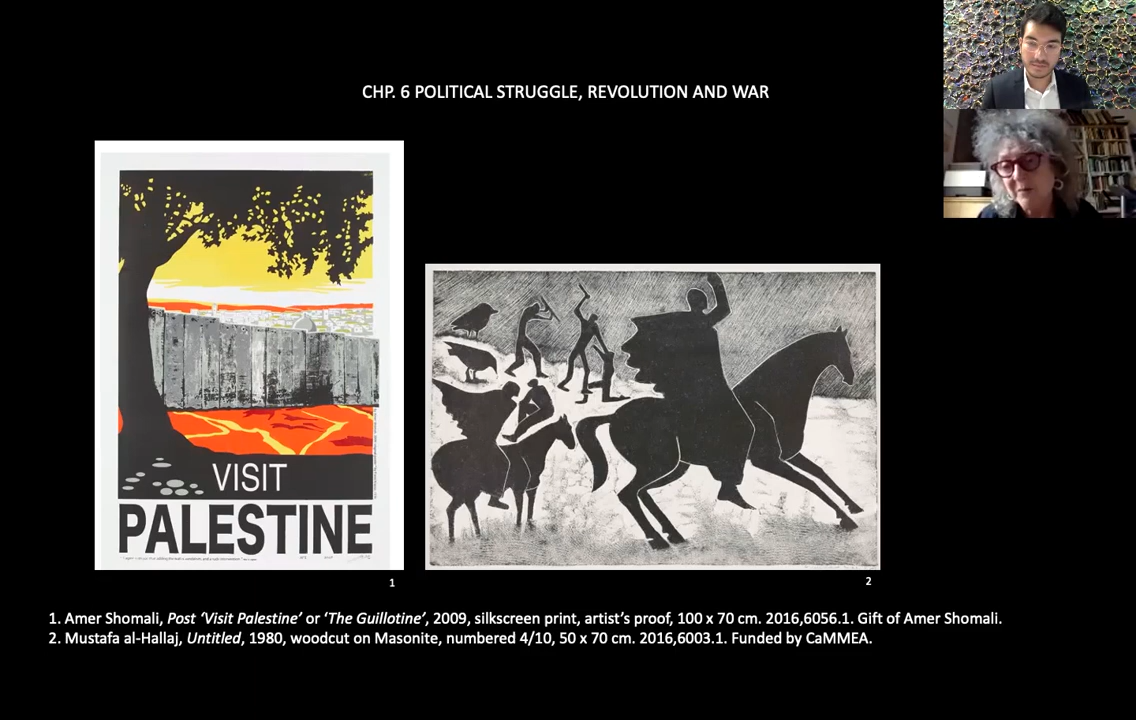 CHP. 6 POLITICAL STRUGGLE, REVOLUTION AND WAR
VISIT
PALESTINE
1
2
1. Amer Shomali, Post ‘Visit Palestine’ or ‘The Guillotine’, 2009, silkscreen print, artist’s proof, 100 x 70 cm. 2016,6056.1. Gift of Amer Shomali.
2. Mustafa al-Hallaj, Untitled, 1980, woodcut on Masonite, numbered 4/10, 50 x 70 cm. 2016,6003.1. Funded by CaMMEA.